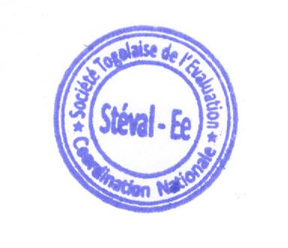 Société Togolaise de l'Evaluation
Stéval - Ee
★ Coordination Nationale ★